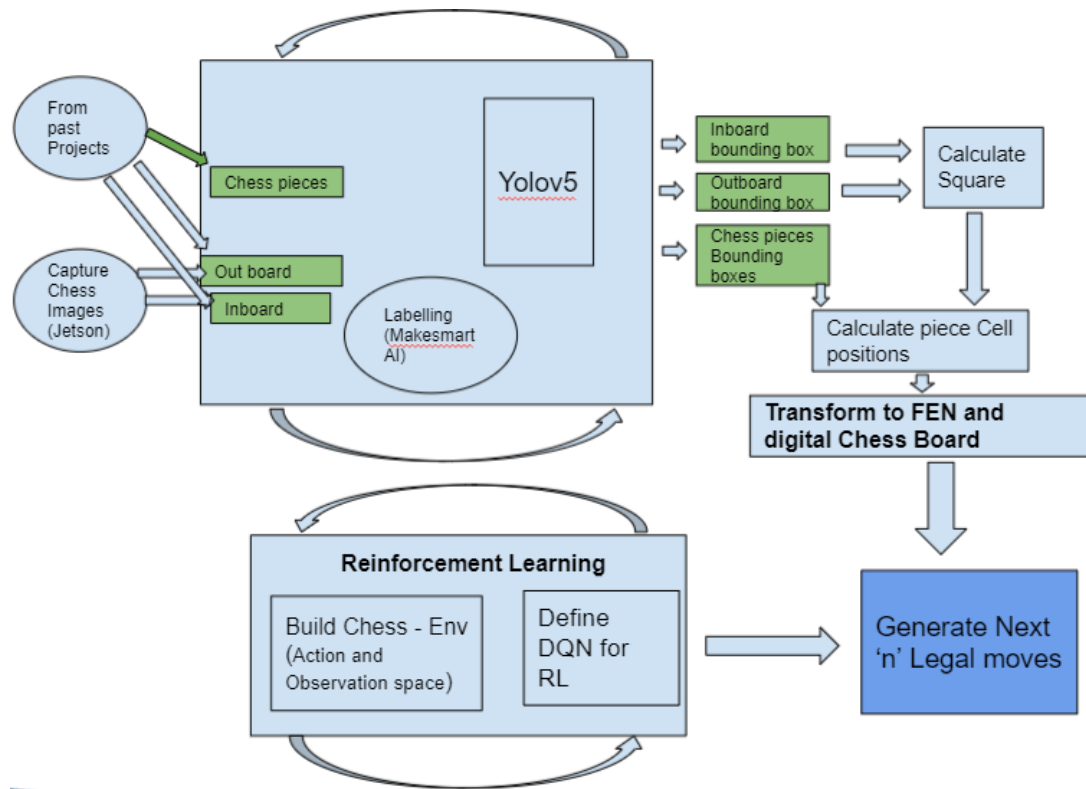 From
past
Projects
Chess pieces
Yolov5
Inboard
bounding box
Calculate
Square
Outboard
bounding box
Chess pieces
Bounding
boxes
Capture
Chess
Images
(Jetson)
Out board
Inboard
Labelling
(Makesmart
AI)
Calculate piece Cell
positions
Transform to FEN and
digital Chess Board
Reinforcement Learning
Build Chess - Env
(Action and
Observation space)
Define
DQN for
RL
Generate Next
‘n’ Legal moves